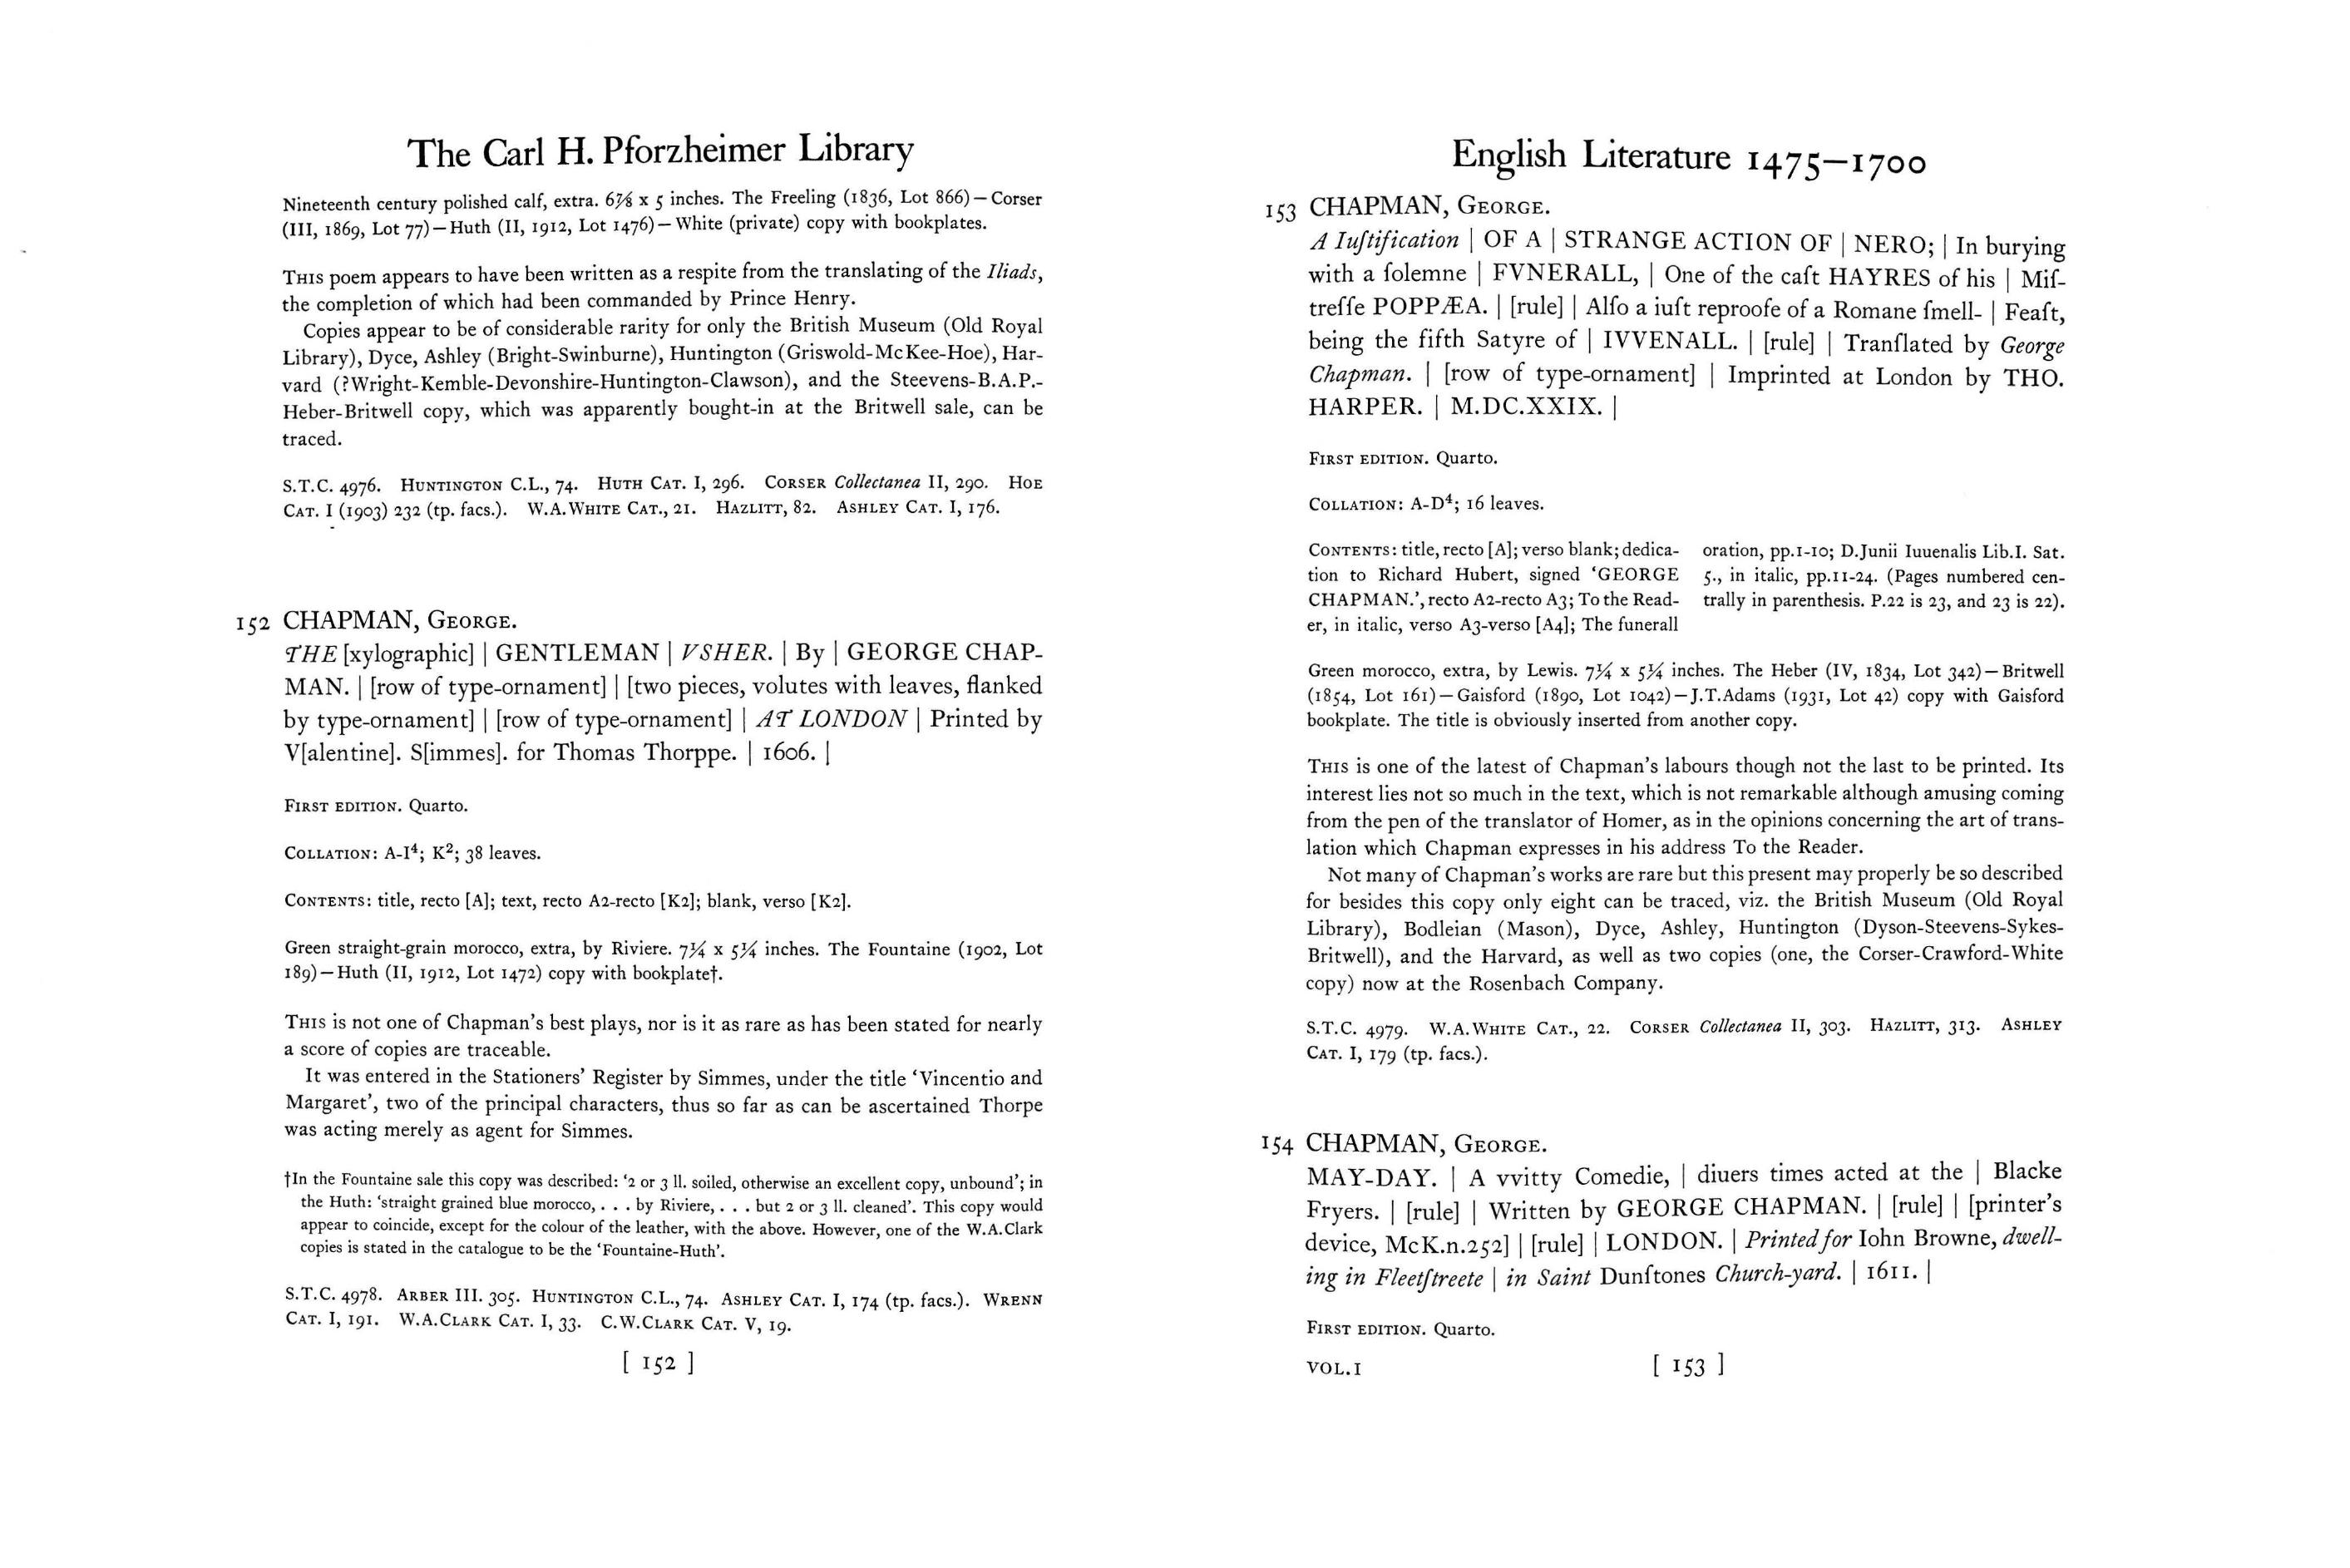 The Carl H. Pforzheimer Library
Nineteenth century polished calf, extra. 6⅞ x 5 inches. The Freeling (1836, Lot 866)—Corser
(III, 1869, Lot 77)—Huth (II, 1912, Lot 1476)—White (private) copy with bookplates.
THIS poem appears to have been written as a respite from the translating of the Iliads,
the completion of which had been commanded by Prince Henry.
Copies appear to be of considerable rarity for only the British Museum (Old Royal
Library), Dyce, Ashley (Bright-Swinburne), Huntington (Griswold-McKee-Hoe), Har-
vard (?Wright-Kemble-Devonshire-Huntington-Clawson), and the Steevens-B.A.P.-
Heber-Britwell copy, which was apparently bought-in at the Britwell sale, can be
traced.
S.T.C. 4976. HUNTINGTON C.L., 74. HUTH CAT. I, 296. CORSER Collectanea II, 290. HOE
CAT. I (1903) 232 (tp. facs.). W.A.WHITE CAT., 21. HAZLITT, 82. ASHLEY CAT. I, 176.
152 CHAPMAN, GEORGE.
THE [xylographic] | GENTLEMAN | VSHER. | By | GEORGE CHAP-
MAN. | [row of type-ornament] | [two pieces, volutes with leaves, flanked
by type-ornament] | [row of type-ornament] | AT LONDON | Printed by
V[alentine]. S[immes]. for Thomas Thorppe. | 1606. |
FIRST EDITION. Quarto.
COLLATION: A-I⁴; K²; 38 leaves.
CONTENTS: title, recto [A]; text, recto A2-recto [K2]; blank, verso [K2].
Green straight-grain morocco, extra, by Riviere. 7¼ x 5¼ inches. The Fountaine (1902, Lot
189)—Huth (II, 1912, Lot 1472) copy with bookplate†.
THIS is not one of Chapman's best plays, nor is it as rare as has been stated for nearly
a score of copies are traceable.
It was entered in the Stationers' Register by Simmes, under the title 'Vincentio and
Margaret', two of the principal characters, thus so far as can be ascertained Thorpe
was acting merely as agent for Simmes.
†In the Fountaine sale this copy was described: '2 or 3 ll. soiled, otherwise an excellent copy, unbound'; in
the Huth: 'straight grained blue morocco, . . . by Riviere, . . . but 2 or 3 ll. cleaned'. This copy would
appear to coincide, except for the colour of the leather, with the above. However, one of the W.A.Clark
copies is stated in the catalogue to be the 'Fountaine-Huth'.
S.T.C. 4978. ARBER III. 305. HUNTINGTON C.L., 74. ASHLEY CAT. I, 174 (tp. facs.). WRENN
CAT. I, 191. W.A.CLARK CAT. I, 33. C.W.CLARK CAT. V, 19.
[ 152 ]
English Literature 1475—1700
153 CHAPMAN, GEORGE.
A Iuſtification | OF A | STRANGE ACTION OF | NERO; | In burying
with a ſolemne | FVNERALL, | One of the caſt HAYRES of his | Miſ-
treſſe POPPÆA. | [rule] | Alſo a iuſt reproofe of a Romane ſmell- | Feaſt,
being the fifth Satyre of | IVVENALL. | [rule] | Tranſlated by George
Chapman. | [row of type-ornament] | Imprinted at London by THO.
HARPER. | M.DC.XXIX. |
FIRST EDITION. Quarto.
COLLATION: A-D⁴; 16 leaves.
CONTENTS: title, recto [A]; verso blank; dedica-
tion to Richard Hubert, signed 'GEORGE
CHAPMAN.', recto A2-recto A3; To the Read-
er, in italic, verso A3-verso [A4]; The funerall
oration, pp.1-10; D.Junii Iuuenalis Lib.I. Sat.
5., in italic, pp.11-24. (Pages numbered cen-
trally in parenthesis. P.22 is 23, and 23 is 22).
Green morocco, extra, by Lewis. 7¼ x 5¼ inches. The Heber (IV, 1834, Lot 342)—Britwell
(1854, Lot 161)—Gaisford (1890, Lot 1042)—J.T.Adams (1931, Lot 42) copy with Gaisford
bookplate. The title is obviously inserted from another copy.
THIS is one of the latest of Chapman's labours though not the last to be printed. Its
interest lies not so much in the text, which is not remarkable although amusing coming
from the pen of the translator of Homer, as in the opinions concerning the art of trans-
lation which Chapman expresses in his address To the Reader.
Not many of Chapman's works are rare but this present may properly be so described
for besides this copy only eight can be traced, viz. the British Museum (Old Royal
Library), Bodleian (Mason), Dyce, Ashley, Huntington (Dyson-Steevens-Sykes-
Britwell), and the Harvard, as well as two copies (one, the Corser-Crawford-White
copy) now at the Rosenbach Company.
S.T.C. 4979. W.A.WHITE CAT., 22. CORSER Collectanea II, 303. HAZLITT, 313. ASHLEY
CAT. I, 179 (tp. facs.).
154 CHAPMAN, GEORGE.
MAY-DAY. | A vvitty Comedie, | diuers times acted at the | Blacke
Fryers. | [rule] | Written by GEORGE CHAPMAN. | [rule] | [printer's
device, McK.n.252] | [rule] | LONDON. | Printed for Iohn Browne, dwell-
ing in Fleetſtreete | in Saint Dunſtones Church-yard. | 1611. |
FIRST EDITION. Quarto.
VOL.I
[ 153 ]